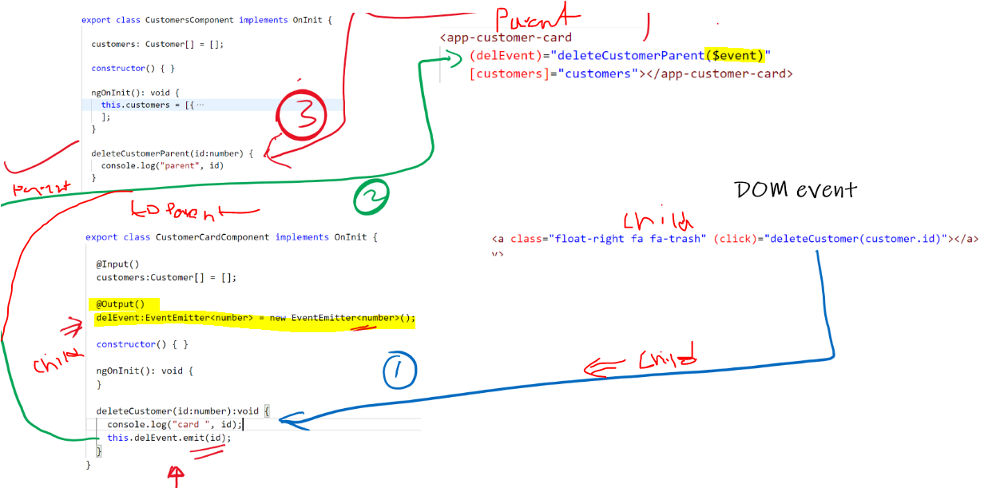 export class CustomersComponent implements OnInit {
customers: Customer[] = [];
constructor() { }
ngOnInit(): void {
this.customers = [{ ...
];
}
deleteCustomerParent(id:number) {
console.log("parent", id)
}
3
Parent
<app-customer-card
(delEvent)="deleteCustomerParent($event)"
[customers]="customers"></app-customer-card>
Parent
2
to Parent
DOM event
export class CustomerCardComponent implements OnInit {
@Input()
customers:Customer[] = [];
@Output()
delEvent:EventEmitter<number> = new EventEmitter<number>();
constructor() { }
ngOnInit(): void {
}
deleteCustomer(id:number):void {
console.log("card ", id);
this.delEvent.emit(id);
}
}
child
1
child
<a class="float-right fa fa-trash" (click)="deleteCustomer(customer.id)"></a>
child